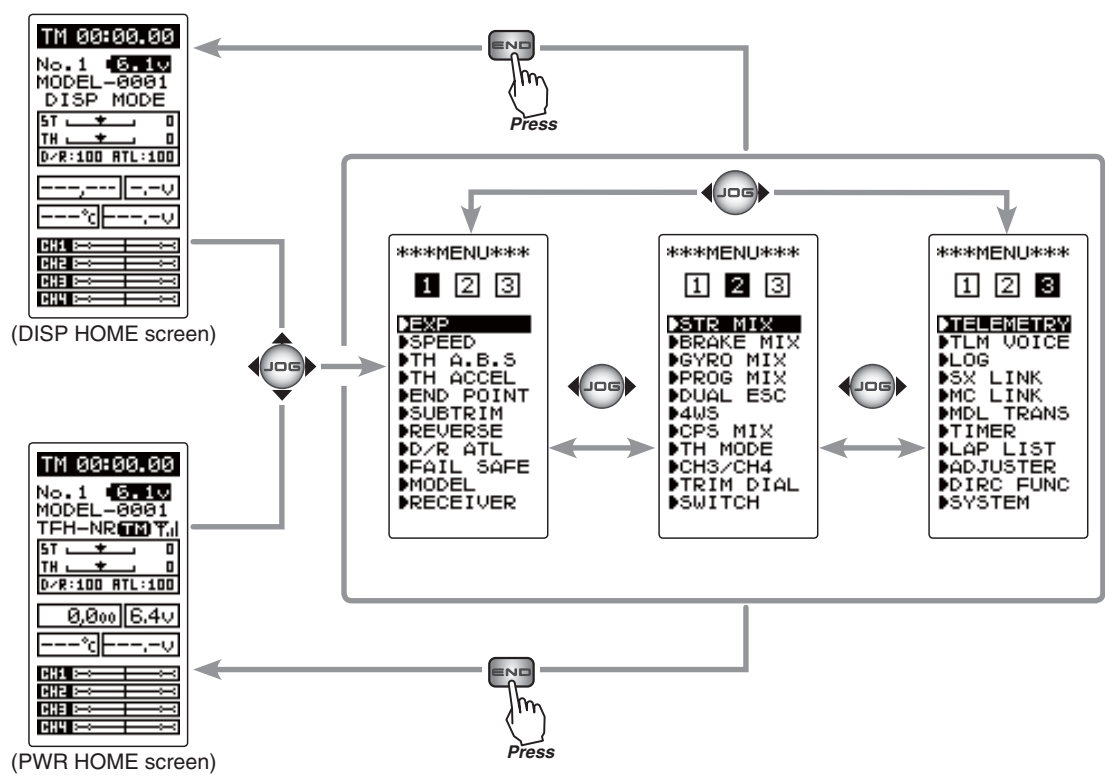 TM 00:00.00
No.1 6.1V
MODEL-0001
DISP MODE
ST 0
TH 0
D/R:100 ATL:100
---,--- -.-V
---°C ---.-V
CH1
CH2
CH3
CH4
(DISP HOME screen)
END
Press
JOG
JOG
***MENU***
1 2 3
EXP
SPEED
TH A.B.S
TH ACCEL
END POINT
SUBTRIM
REVERSE
D/R ATL
FAIL SAFE
MODEL
RECEIVER
JOG
***MENU***
1 2 3
STR MIX
BRAKE MIX
GYRO MIX
PROG MIX
DUAL ESC
4WS
CPS MIX
TH MODE
CH3/CH4
TRIM DIAL
SWITCH
JOG
***MENU***
1 2 3
TELEMETRY
TLM VOICE
LOG
SX LINK
MC LINK
MDL TRANS
TIMER
LAP LIST
ADJUSTER
DIRC FUNC
SYSTEM
TM 00:00.00
No.1 6.1V
MODEL-0001
TFH-NR TM
ST 0
TH 0
D/R:100 ATL:100
0,000 6.4V
---°C ---.-V
CH1
CH2
CH3
CH4
(PWR HOME screen)
END
Press